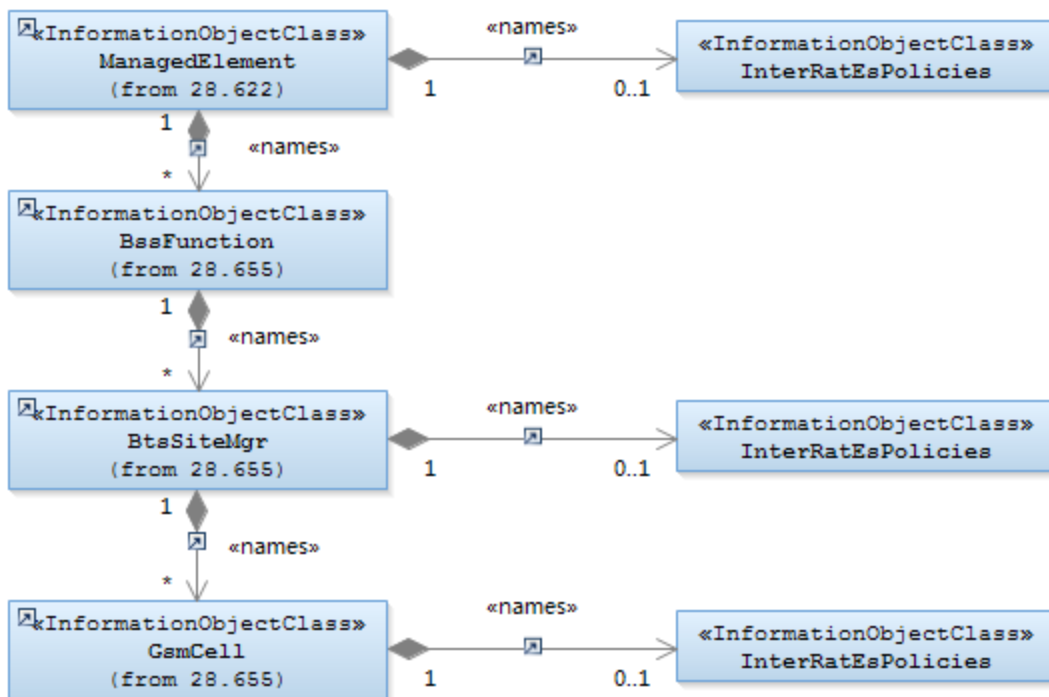 «InformationObjectClass»
ManagedElement
(from 28.622)
«names»
1
0..1
«InformationObjectClass»
InterRatEsPolicies
1
«names»
*
«InformationObjectClass»
BssFunction
(from 28.655)
1
«names»
*
«InformationObjectClass»
BtsSiteMgr
(from 28.655)
«names»
1
0..1
«InformationObjectClass»
InterRatEsPolicies
1
«names»
*
«InformationObjectClass»
GsmCell
(from 28.655)
«names»
1
0..1
«InformationObjectClass»
InterRatEsPolicies